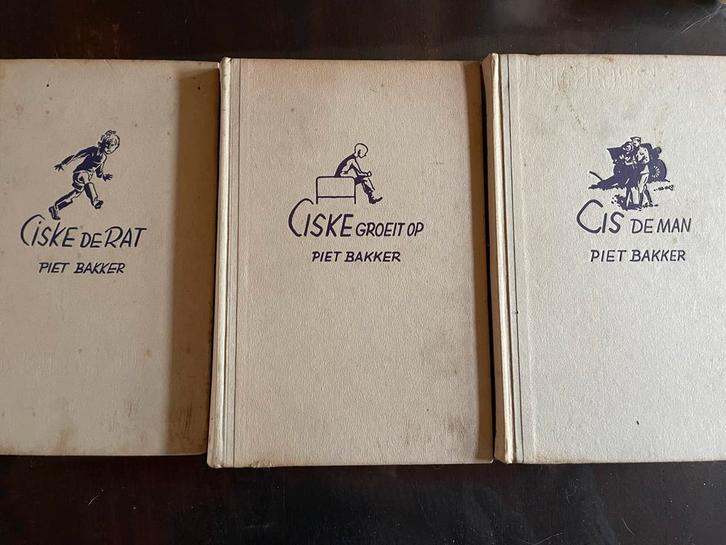 CISKE DE RAT
PIET BAKKER
CISKE GROEIT OP
PIET BAKKER
CIS DE MAN
PIET BAKKER